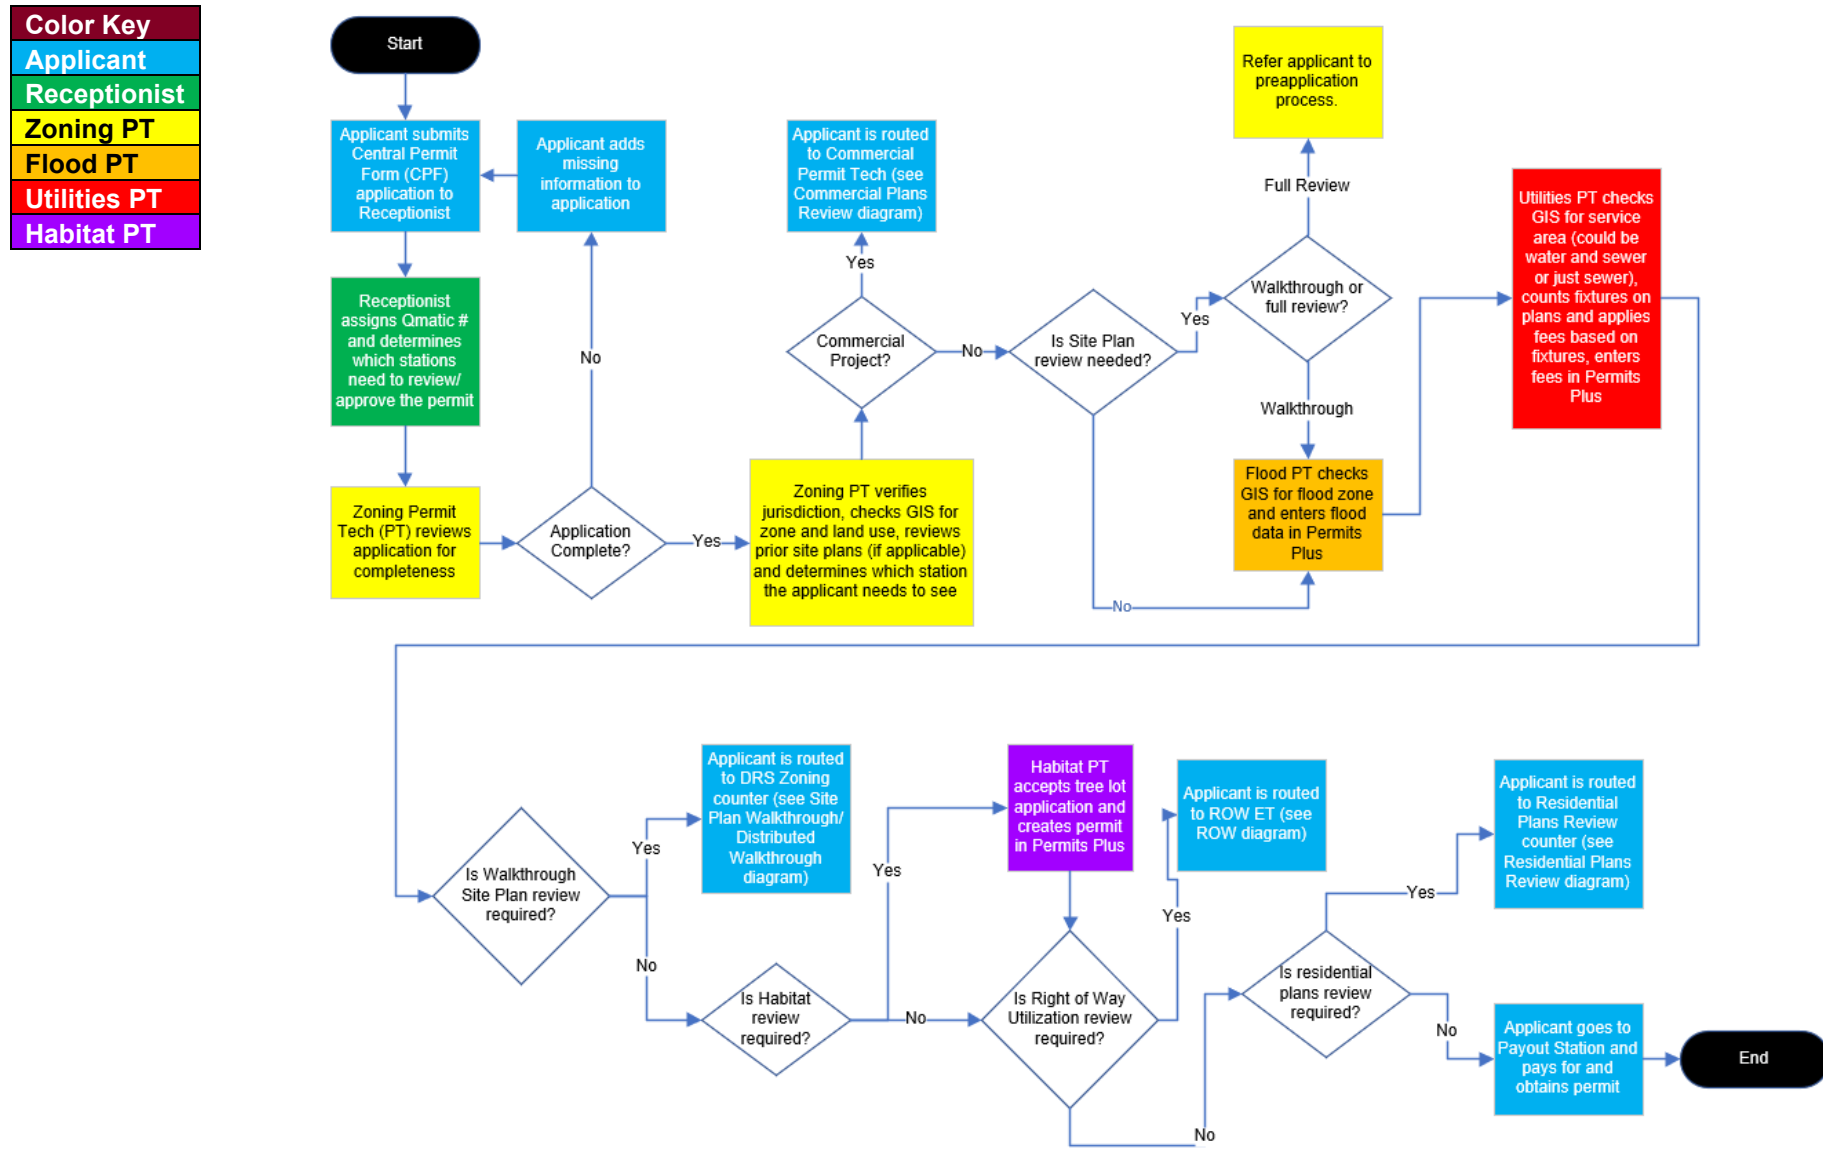 Color Key
Applicant
Receptionist
Zoning PT
Flood PT
Utilities PT
Habitat PT
Start
Applicant submits
Central Permit
Form (CPF)
application to
Receptionist
Applicant adds
missing
information to
application
Receptionist
assigns Qmatic #
and determines
which stations
need to review/
approve the permit
Zoning Permit
Tech (PT) reviews
application for
completeness
No
Application
Complete?
Yes
Zoning PT verifies
jurisdiction, checks GIS for
zone and land use, reviews
prior site plans (if applicable)
and determines which station
the applicant needs to see
Applicant is routed
to Commercial
Permit Tech (see
Commercial Plans
Review diagram)
Yes
Commercial
Project?
No
Is Site Plan
review needed?
Yes
No
Refer applicant to
preapplication
process.
Full Review
Walkthrough or
full review?
Walkthrough
Flood PT checks
GIS for flood zone
and enters flood
data in Permits
Plus
Utilities PT checks
GIS for service
area (could be
water and sewer
or just sewer),
counts fixtures on
plans and applies
fees based on
fixtures, enters
fees in Permits
Plus
Is Walkthrough
Site Plan review
required?
Yes
No
Applicant is routed
to DRS Zoning
counter (see Site
Plan Walkthrough/
Distributed
Walkthrough
diagram)
Is Habitat
review
required?
Yes
No
Habitat PT
accepts tree lot
application and
creates permit
in Permits Plus
Is Right of Way
Utilization review
required?
Yes
No
Applicant is routed
to ROW ET (see
ROW diagram)
Is residential
plans review
required?
Yes
No
Applicant is routed
to Residential
Plans Review
counter (see
Residential Plans
Review diagram)
Applicant goes to
Payout Station and
pays for and
obtains permit
End